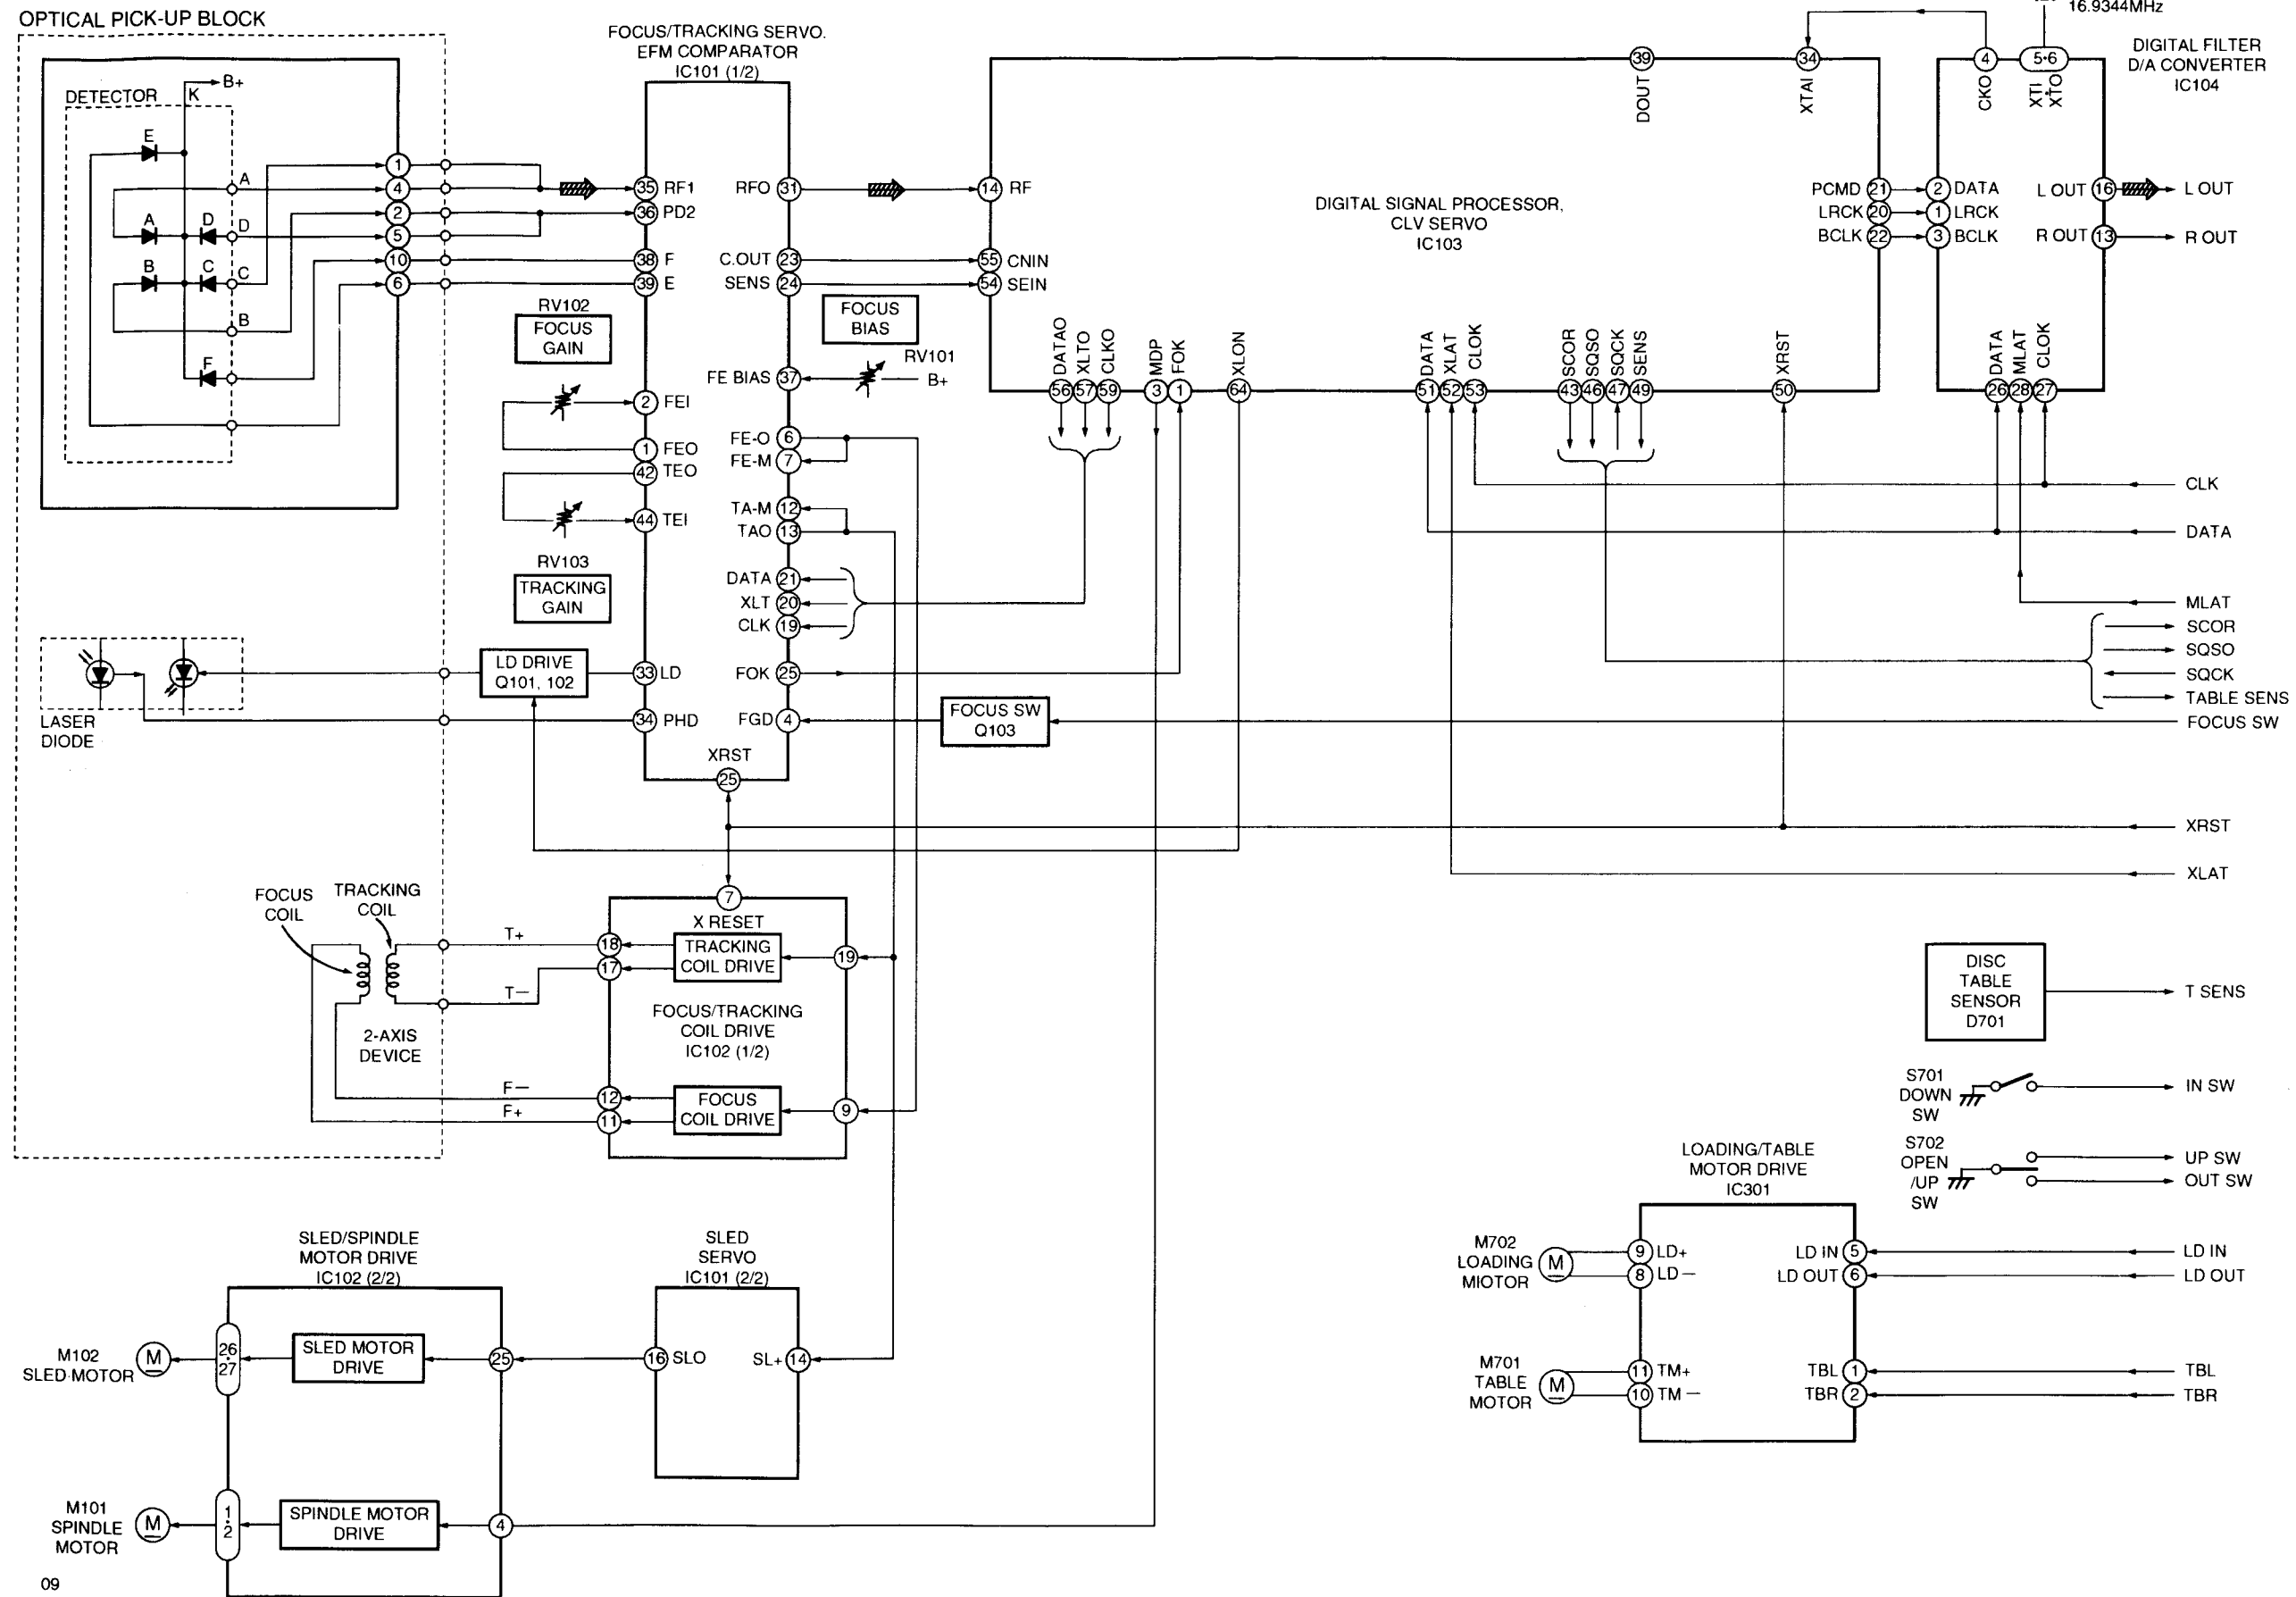 OPTICAL PICK-UP BLOCK
DETECTOR
K
B+
E
A
A
D
D
B
C
C
B
F
1
4
2
5
10
6
FOCUS/TRACKING SERVO.
EFM COMPARATOR
IC101 (1/2)
35 RF1
36 PD2
38 F
39 E
RV102
FOCUS
GAIN
2 FEI
1 FEO
42 TEO
44 TEI
RV103
TRACKING
GAIN
LD DRIVE
Q101, 102
33 LD
34 PHD
RFO 31
C.OUT 23
SENS 24
FOCUS
BIAS
RV101
B+
FE BIAS 37
FE-O 6
FE-M 7
TA-M 12
TAO 13
DATA 21
XLT 20
CLK 19
FOK 25
FGD 4
XRST
25
FOCUS SW
Q103
LASER
DIODE
DIGITAL SIGNAL PROCESSOR,
CLV SERVO
IC103
14 RF
55 CNIN
54 SEIN
DOUT 39
XTAI 34
PCMD 21
LRCK 20
BCLK 22
DATAO 56
XLTO 57
CLKO 59
MDP 3
FOK 1
XLON 64
DATA 51
XLAT 52
CLOK 53
SCOR 43
SQSO 46
SQCK 47
SENS 49
XRST 50
16.9344MHz
DIGITAL FILTER
D/A CONVERTER
IC104
CKO 4
XTI · XTO 5·6
2 DATA
1 LRCK
3 BCLK
L OUT 16
R OUT 13
L OUT
R OUT
DATA 26
MLAT 28
CLOK 27
CLK
DATA
MLAT
SCOR
SQSO
SQCK
TABLE SENS
FOCUS SW
XRST
XLAT
FOCUS
COIL
TRACKING
COIL
2-AXIS
DEVICE
T+
T−
F−
F+
7
X RESET
18
17
TRACKING
COIL DRIVE
19
FOCUS/TRACKING
COIL DRIVE
IC102 (1/2)
12
11
FOCUS
COIL DRIVE
9
DISC
TABLE
SENSOR
D701
T SENS
S701
DOWN
SW
IN SW
S702
OPEN
/UP
SW
UP SW
OUT SW
LOADING/TABLE
MOTOR DRIVE
IC301
M702
LOADING
MIOTOR
M
9 LD+
8 LD−
LD IN 5
LD OUT 6
LD IN
LD OUT
M701
TABLE
MOTOR
M
11 TM+
10 TM−
TBL 1
TBR 2
TBL
TBR
SLED/SPINDLE
MOTOR DRIVE
IC102 (2/2)
SLED
SERVO
IC101 (2/2)
M102
SLED MOTOR
M
26·27
SLED MOTOR
DRIVE
25
16 SLO
SL+ 14
M101
SPINDLE
MOTOR
M
1·2
SPINDLE MOTOR
DRIVE
4
09